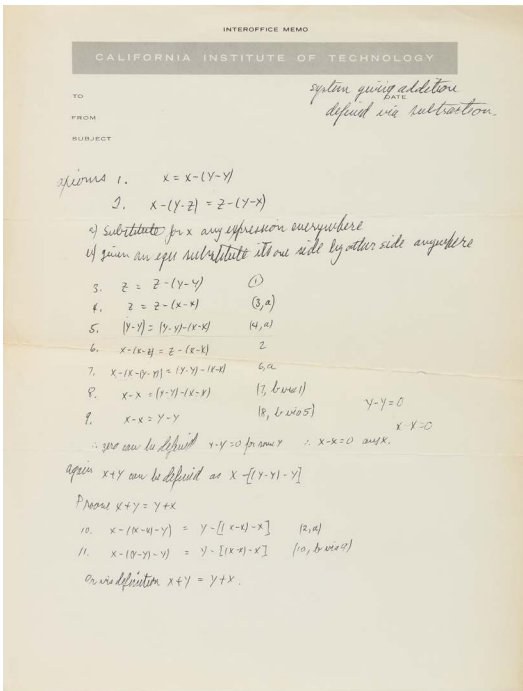 INTEROFFICE MEMO
CALIFORNIA INSTITUTE OF TECHNOLOGY
TO
DATE
FROM
SUBJECT
system giving addition
defined via subtraction.
axioms 1. x = x-(y-y)
2. x-(y-z) = z-(y-x)
a) Substitute for x any expression everywhere
b) given an equ substitute its one side by other side anywhere
3. z = z-(y-y) (1)
4. z = z-(x-x) (3,a)
5. (y-y) = (y-y)-(x-x) (4,a)
6. x-(x-z) = z-(x-x) 2
7. x-(x-(y-y)) = (y-y)-(x-x) 6,a
8. x-x = (y-y)-(x-x) (7, b via 1)
9. x-x = y-y (8, b via 5)
y-y=0
x-x=0
∴ zero can be defined y-y=0 for some y ∴ x-x=0 any x.
again x+y can be defined as x-[(y-y)-y]
Proove x+y = y+x
10. x-((x-x)-y) = y-[(x-x)-x] (2,a)
11. x-((y-y)-y) = y-[(x-x)-x] (10, b via 9)
or via definition x+y = y+x.